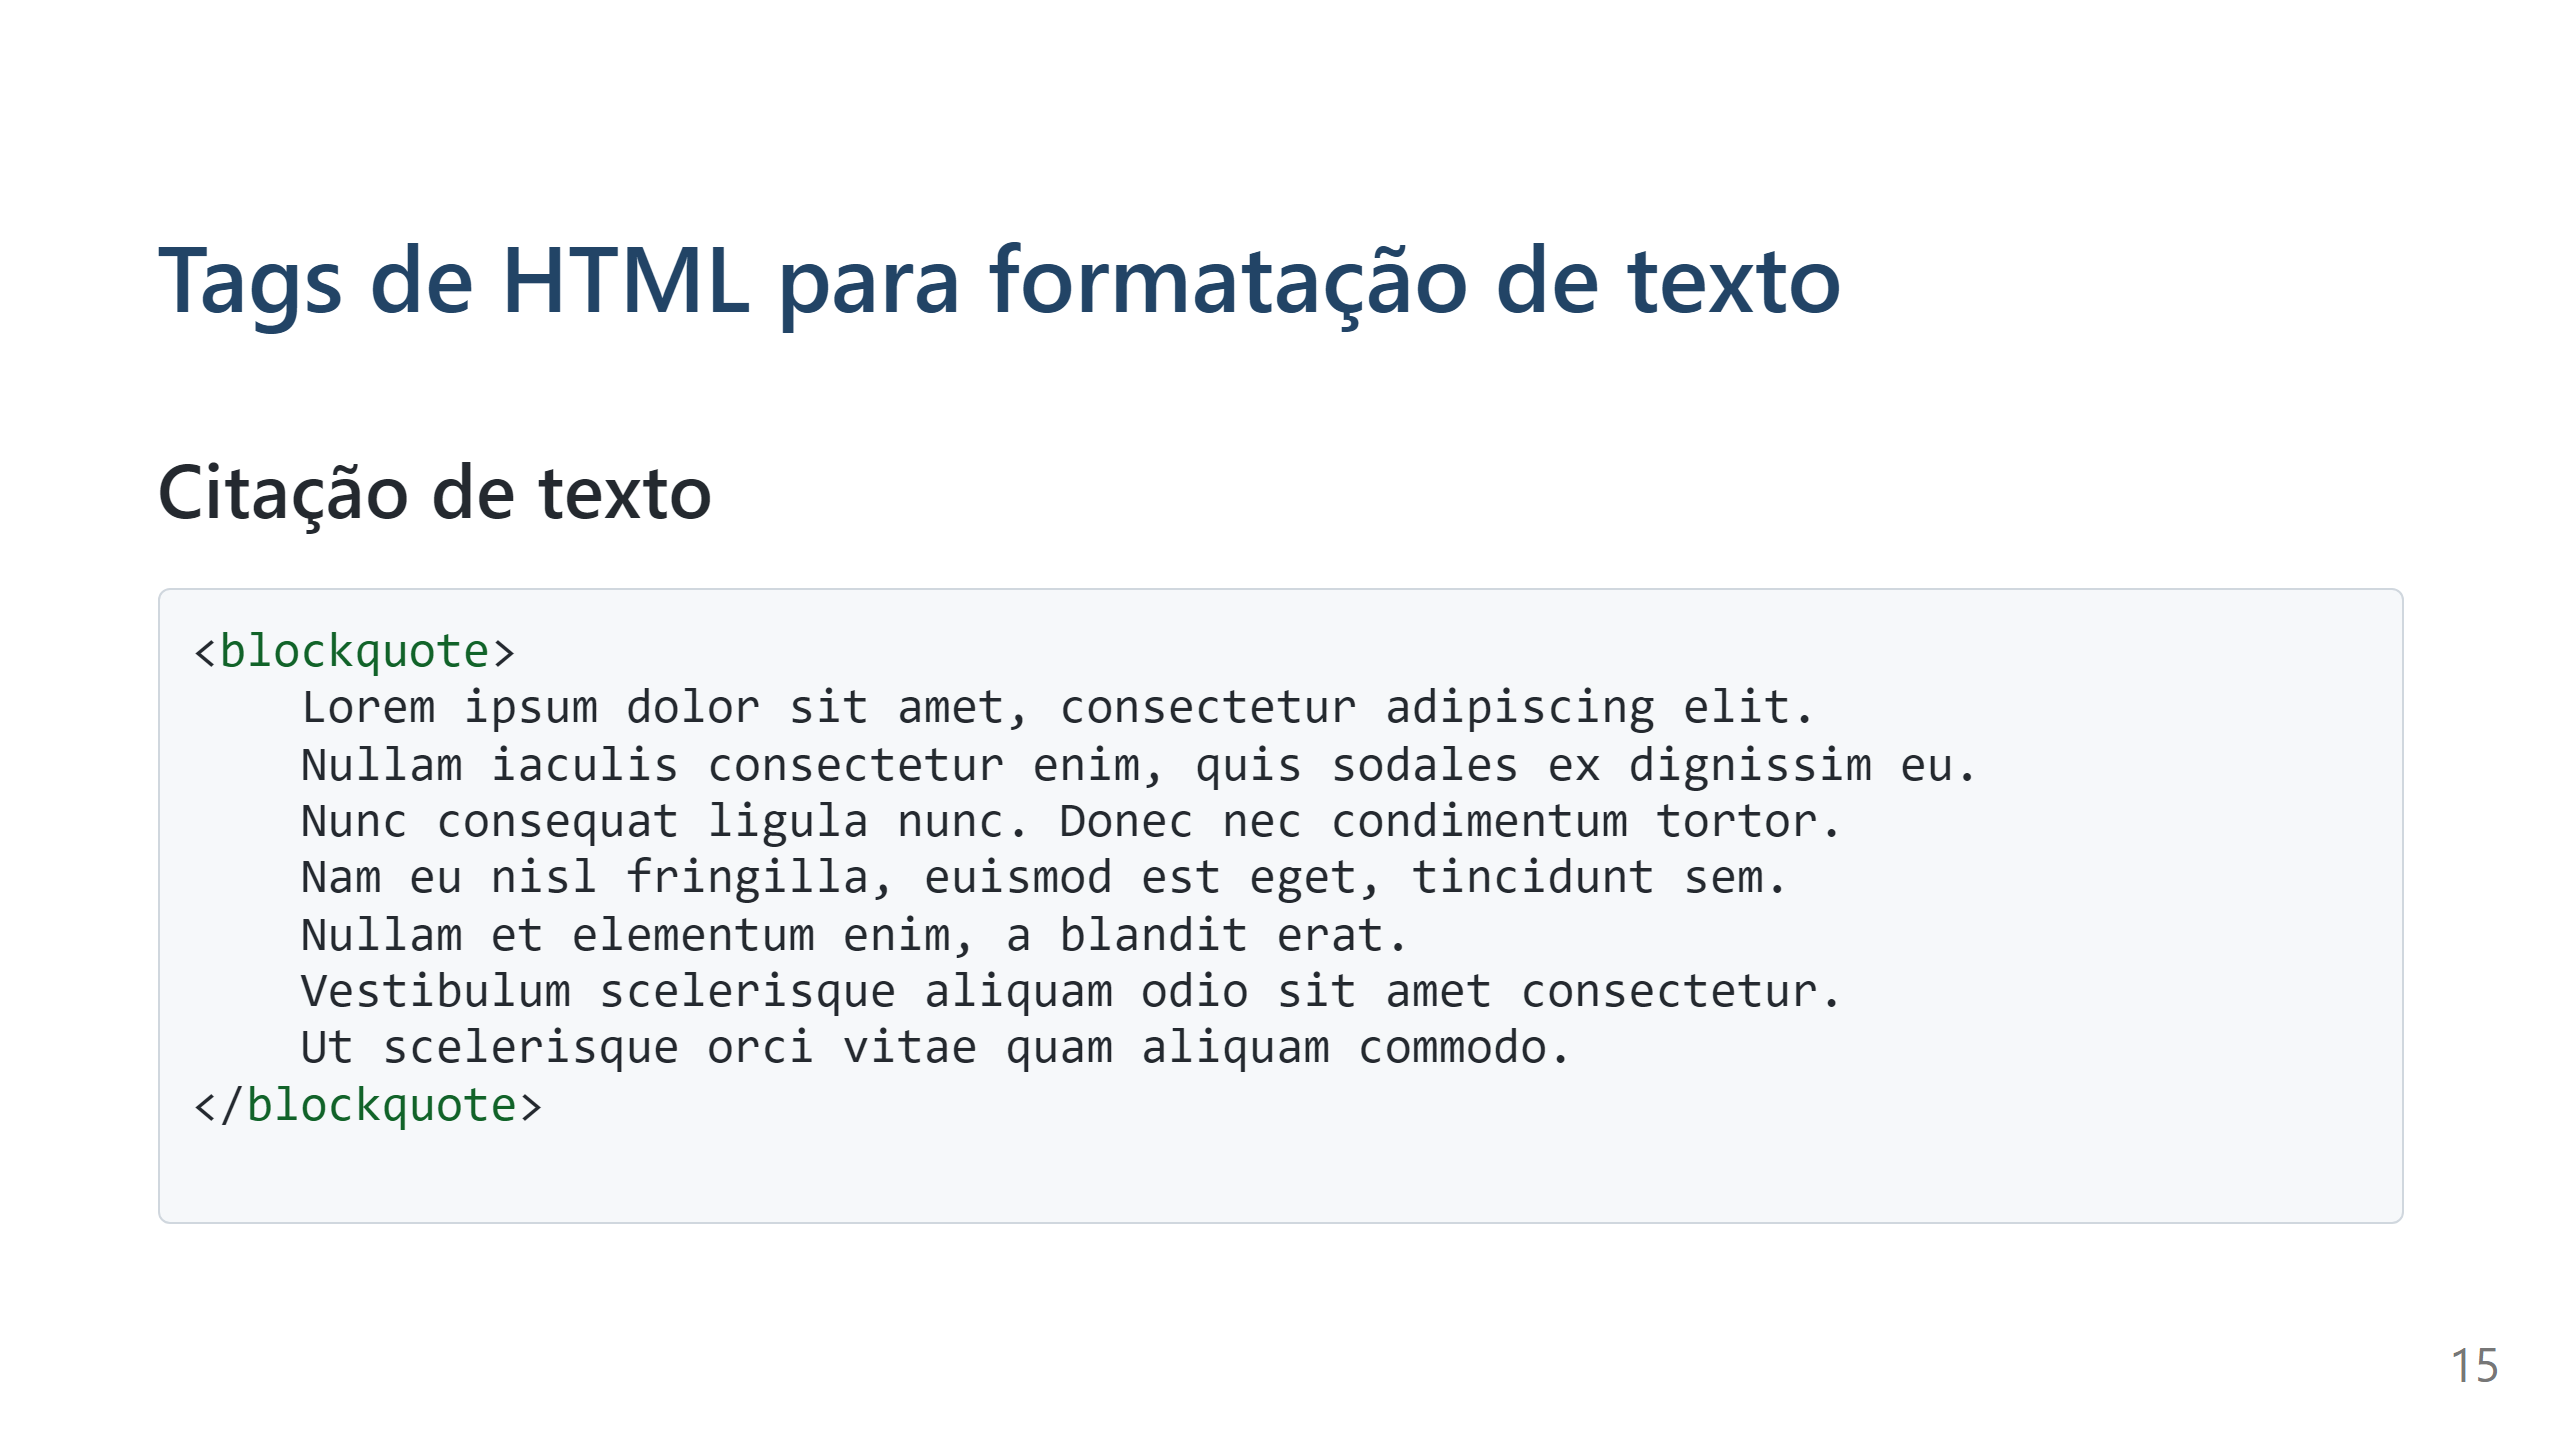 Tags de HTML para formatação de texto
Citação de texto
<blockquote>
    Lorem ipsum dolor sit amet, consectetur adipiscing elit.
    Nullam iaculis consectetur enim, quis sodales ex dignissim eu.
    Nunc consequat ligula nunc. Donec nec condimentum tortor.
    Nam eu nisl fringilla, euismod est eget, tincidunt sem.
    Nullam et elementum enim, a blandit erat.
    Vestibulum scelerisque aliquam odio sit amet consectetur.
    Ut scelerisque orci vitae quam aliquam commodo.
</blockquote>
15